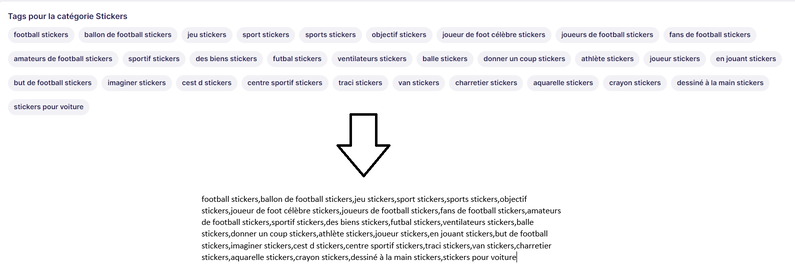 Tags pour la catégorie Stickers
football stickers ballon de football stickers jeu stickers sport stickers sports stickers objectif stickers joueur de foot célèbre stickers joueurs de football stickers fans de football stickers
amateurs de football stickers sportif stickers des biens stickers futbal stickers ventilateurs stickers balle stickers donner un coup stickers athlète stickers joueur stickers en jouant stickers
but de football stickers imaginer stickers cest d stickers centre sportif stickers traci stickers van stickers charretier stickers aquarelle stickers crayon stickers dessiné à la main stickers
stickers pour voiture
football stickers,ballon de football stickers,jeu stickers,sport stickers,sports stickers,objectif
stickers,joueur de foot célèbre stickers,joueurs de football stickers,fans de football stickers,amateurs
de football stickers,sportif stickers,des biens stickers,futbal stickers,ventilateurs stickers,balle
stickers,donner un coup stickers,athlète stickers,joueur stickers,en jouant stickers,but de football
stickers,imaginer stickers,cest d stickers,centre sportif stickers,traci stickers,van stickers,charretier
stickers,aquarelle stickers,crayon stickers,dessiné à la main stickers,stickers pour voiture